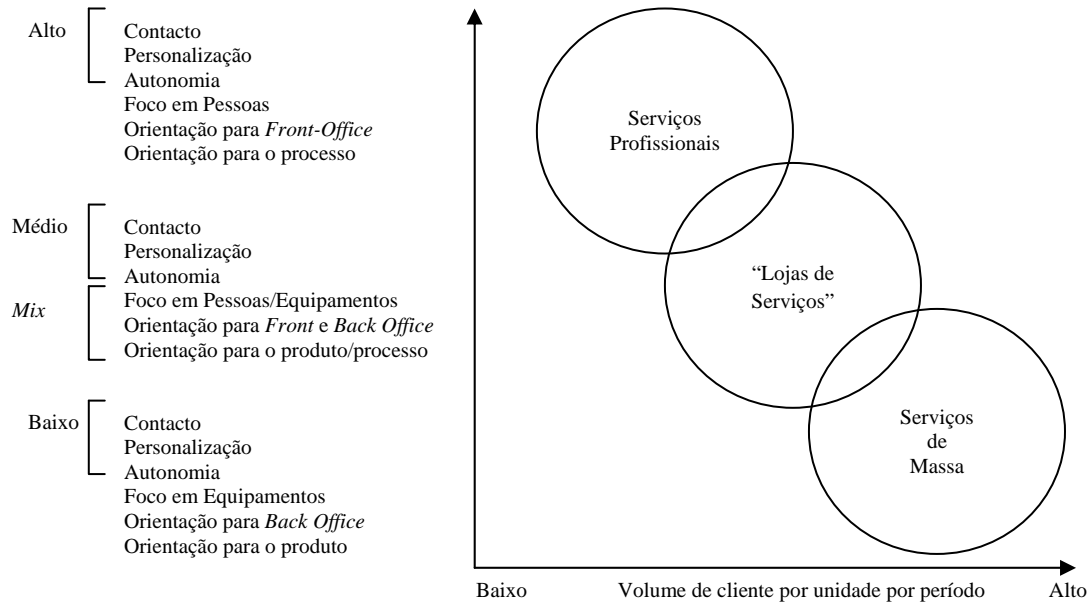 Alto
Contacto
Personalização
Autonomia
Foco em Pessoas
Orientação para Front-Office
Orientação para o processo
Médio
Contacto
Personalização
Autonomia
Mix
Foco em Pessoas/Equipamentos
Orientação para Front e Back Office
Orientação para o produto/processo
Baixo
Contacto
Personalização
Autonomia
Foco em Equipamentos
Orientação para Back Office
Orientação para o produto
Serviços
Profissionais
“Lojas de
Serviços”
Serviços
de
Massa
Baixo Volume de cliente por unidade por período Alto